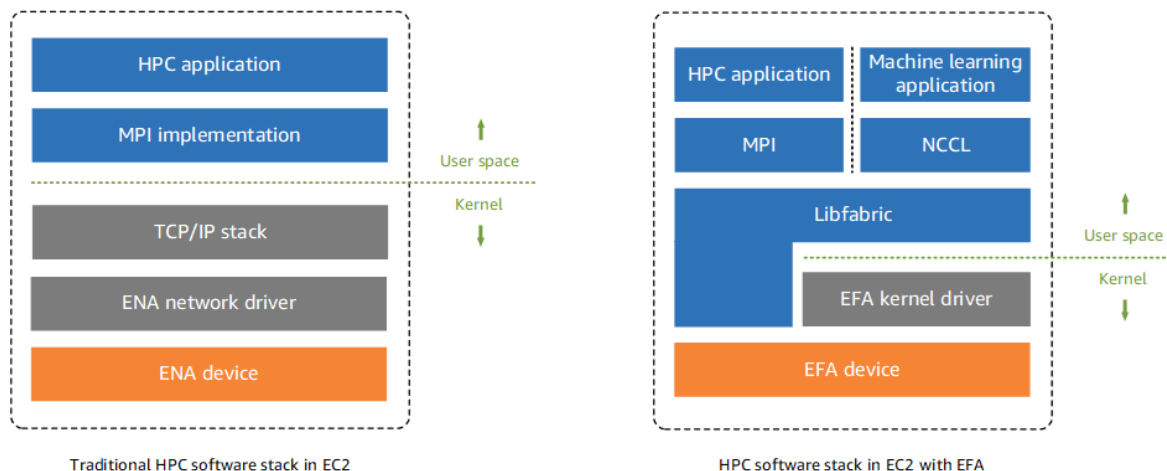 HPC application
MPI implementation
User space
Kernel
TCP/IP stack
ENA network driver
ENA device
Traditional HPC software stack in EC2
HPC application
Machine learning
application
MPI
NCCL
Libfabric
User space
Kernel
EFA kernel driver
EFA device
HPC software stack in EC2 with EFA